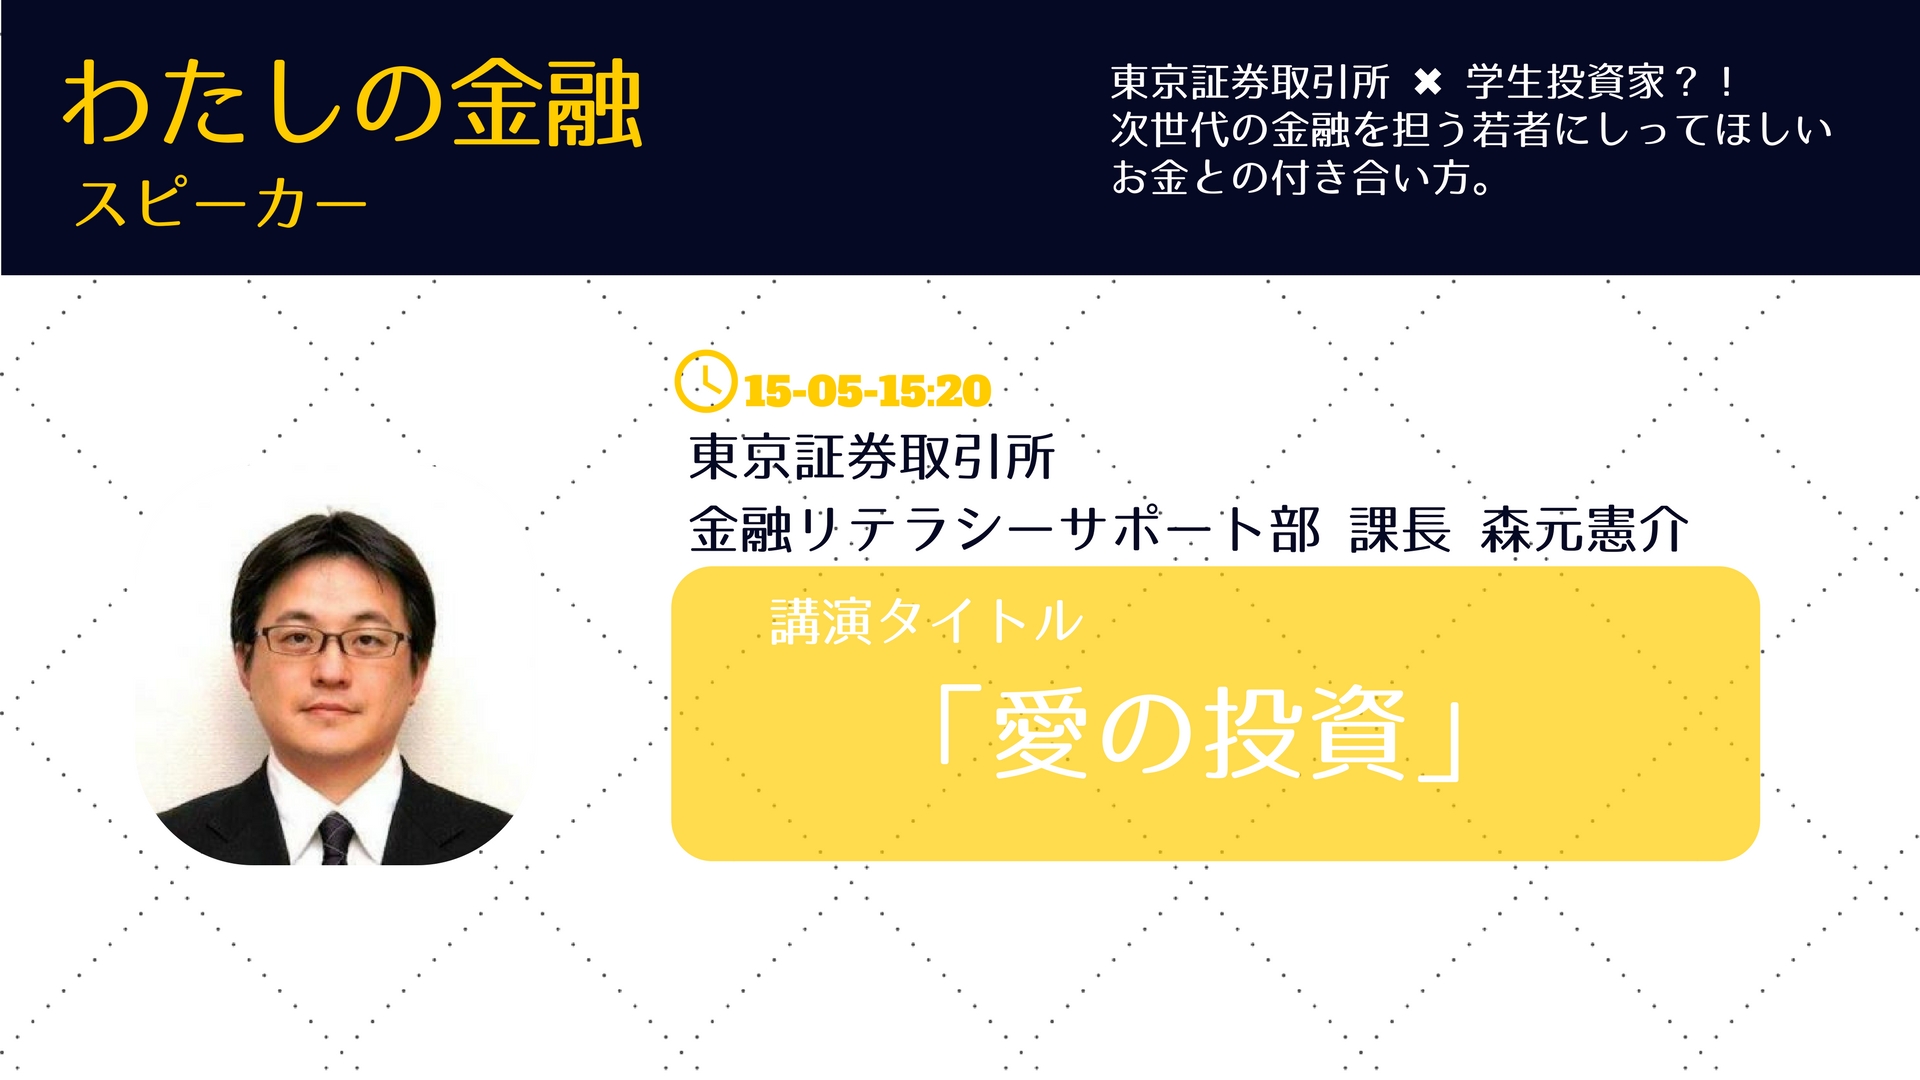 わたしの金融
スピーカー
東京証券取引所 ✖ 学生投資家？！
次世代の金融を担う若者にしってほしい
お金との付き合い方。
15-05-15:20
東京証券取引所
金融リテラシーサポート部 課長 森元憲介
講演タイトル
「愛の投資」